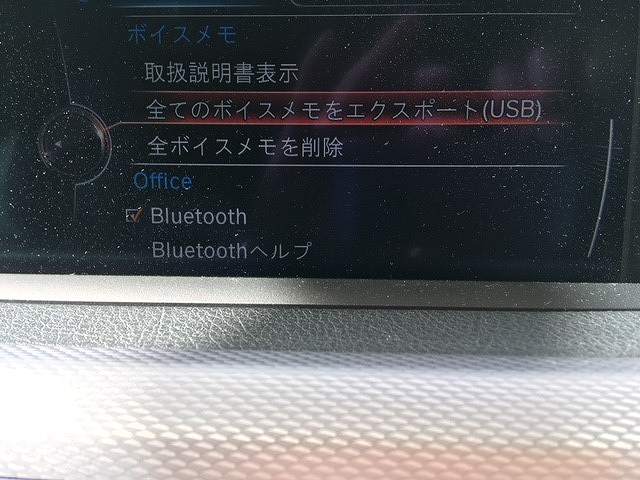 ボイスメモ
取扱説明書表示
全てのボイスメモをエクスポート(USB)
全ボイスメモを削除
Office
Bluetooth
Bluetoothヘルプ